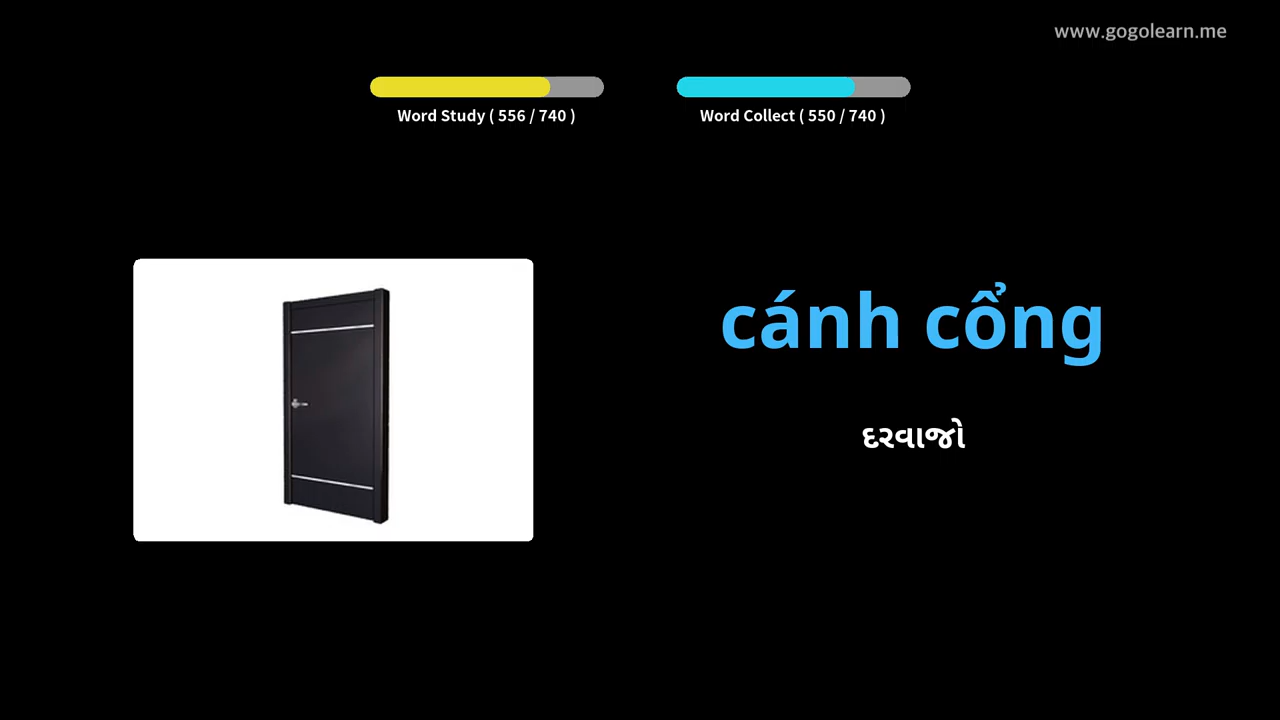 www.gogolearn.me
Word Study ( 556 / 740 )
Word Collect ( 550 / 740 )
cánh cổng
દરવાજો